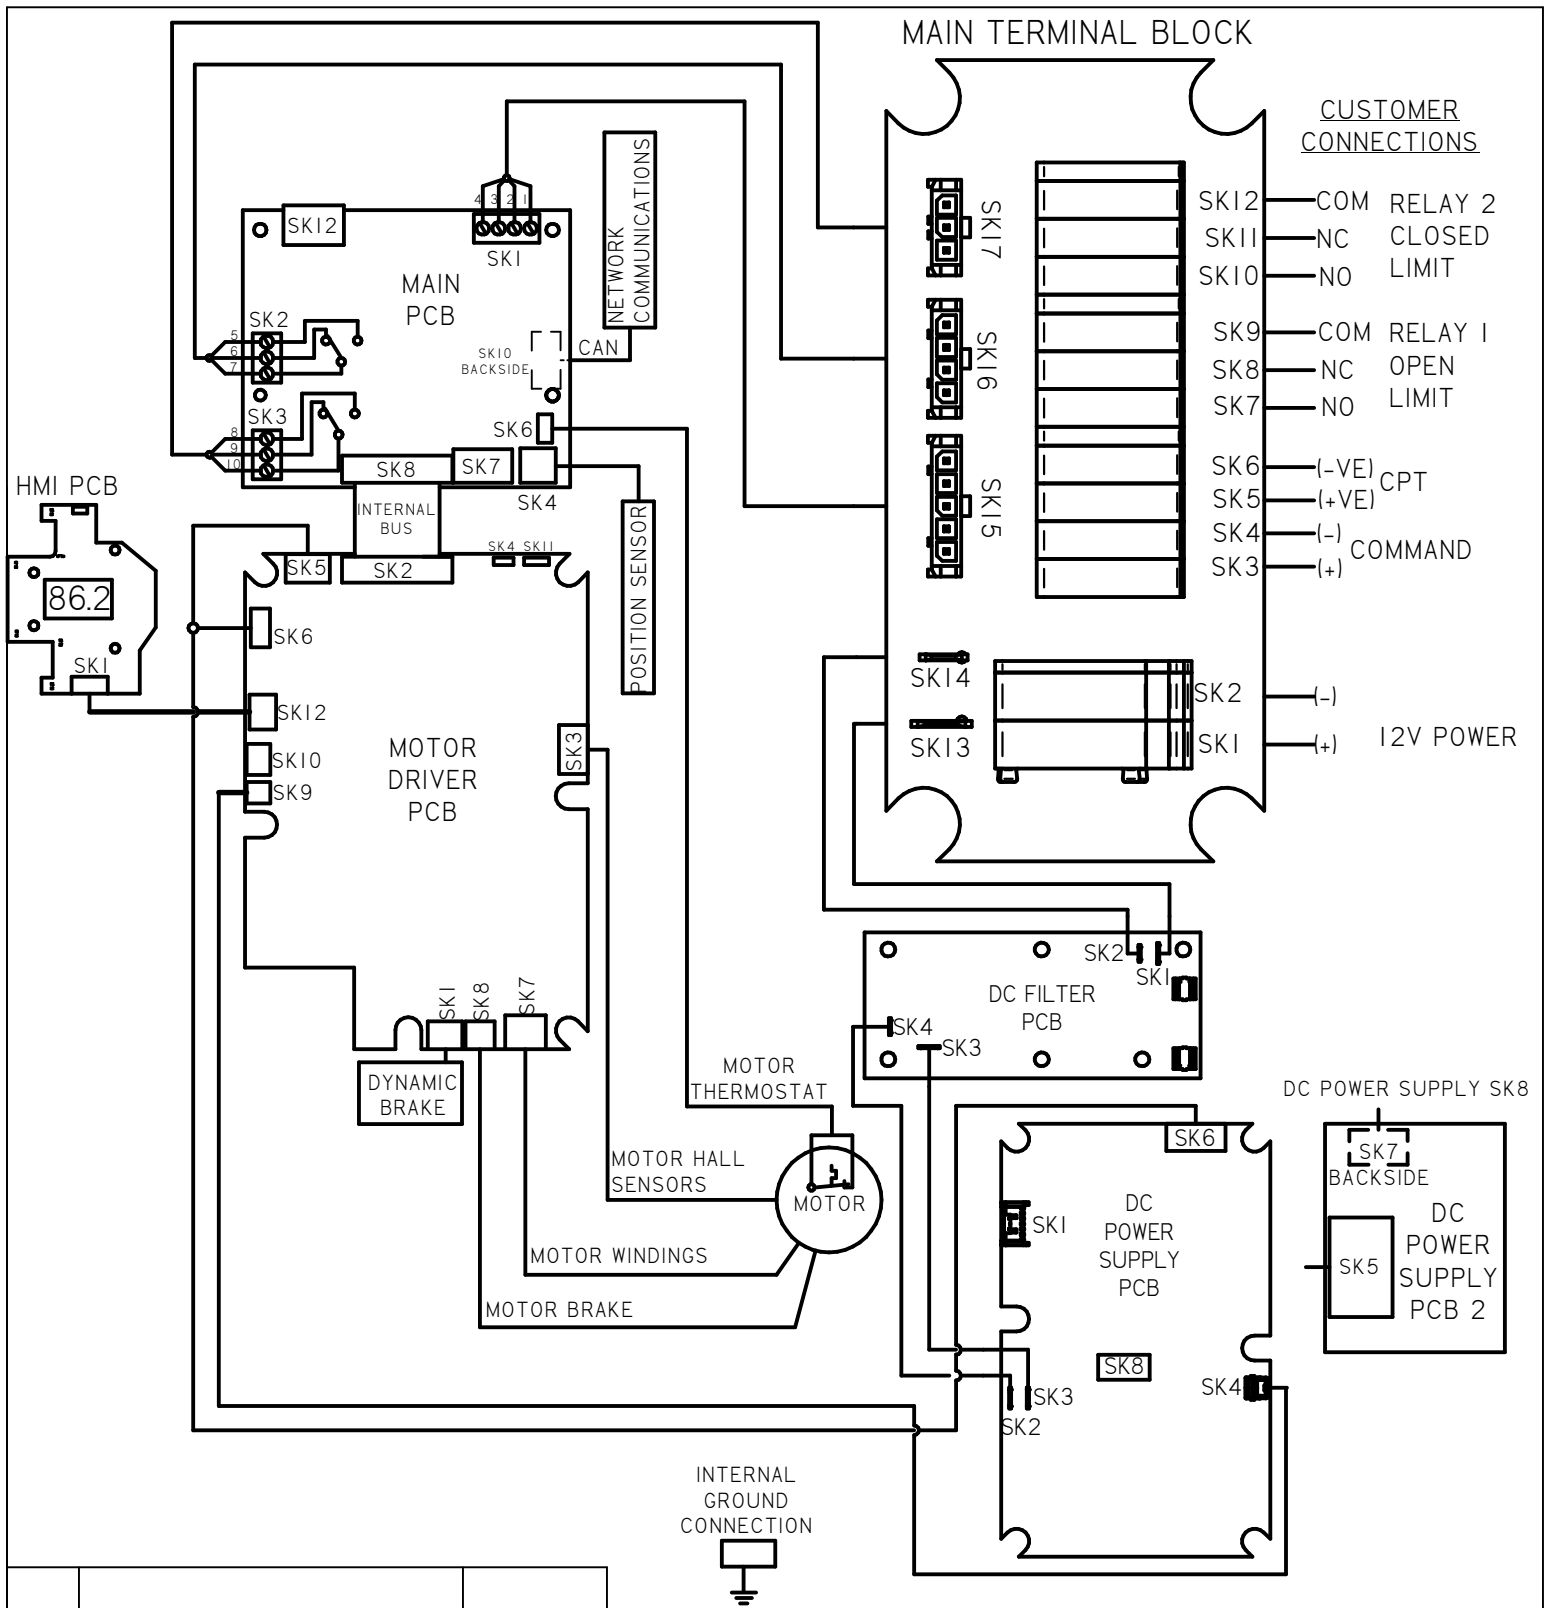 MAIN TERMINAL BLOCK
CUSTOMER
CONNECTIONS
SK12
COM
SK11
NC
SK10
NO
RELAY 2
CLOSED
LIMIT
SK9
COM
SK8
NC
SK7
NO
RELAY 1
OPEN
LIMIT
SK6
(-VE)
SK5
(+VE)
CPT
SK4
(-)
SK3
(+)
COMMAND
SK2
(-)
SK1
(+)
12V POWER
SK17
SK16
SK15
SK14
SK13
NETWORK
COMMUNICATIONS
4 3 2 1
SK12
SK1
MAIN
PCB
SK2
5
6
7
SK10
BACKSIDE
CAN
SK3
8
9
10
SK6
SK8
SK7
SK4
INTERNAL
BUS
POSITION SENSOR
HMI PCB
86.2
SK1
SK5
SK2
SK4 SK11
SK6
SK12
SK10
SK9
SK3
MOTOR
DRIVER
PCB
SK1
SK8
SK7
DYNAMIC
BRAKE
MOTOR
THERMOSTAT
MOTOR HALL
SENSORS
MOTOR
MOTOR WINDINGS
MOTOR BRAKE
SK2
SK1
DC FILTER
PCB
SK4
SK3
SK6
SK1
DC
POWER
SUPPLY
PCB
SK8
SK3
SK2
SK4
DC POWER SUPPLY SK8
SK7
BACKSIDE
SK5
DC
POWER
SUPPLY
PCB 2
INTERNAL
GROUND
CONNECTION